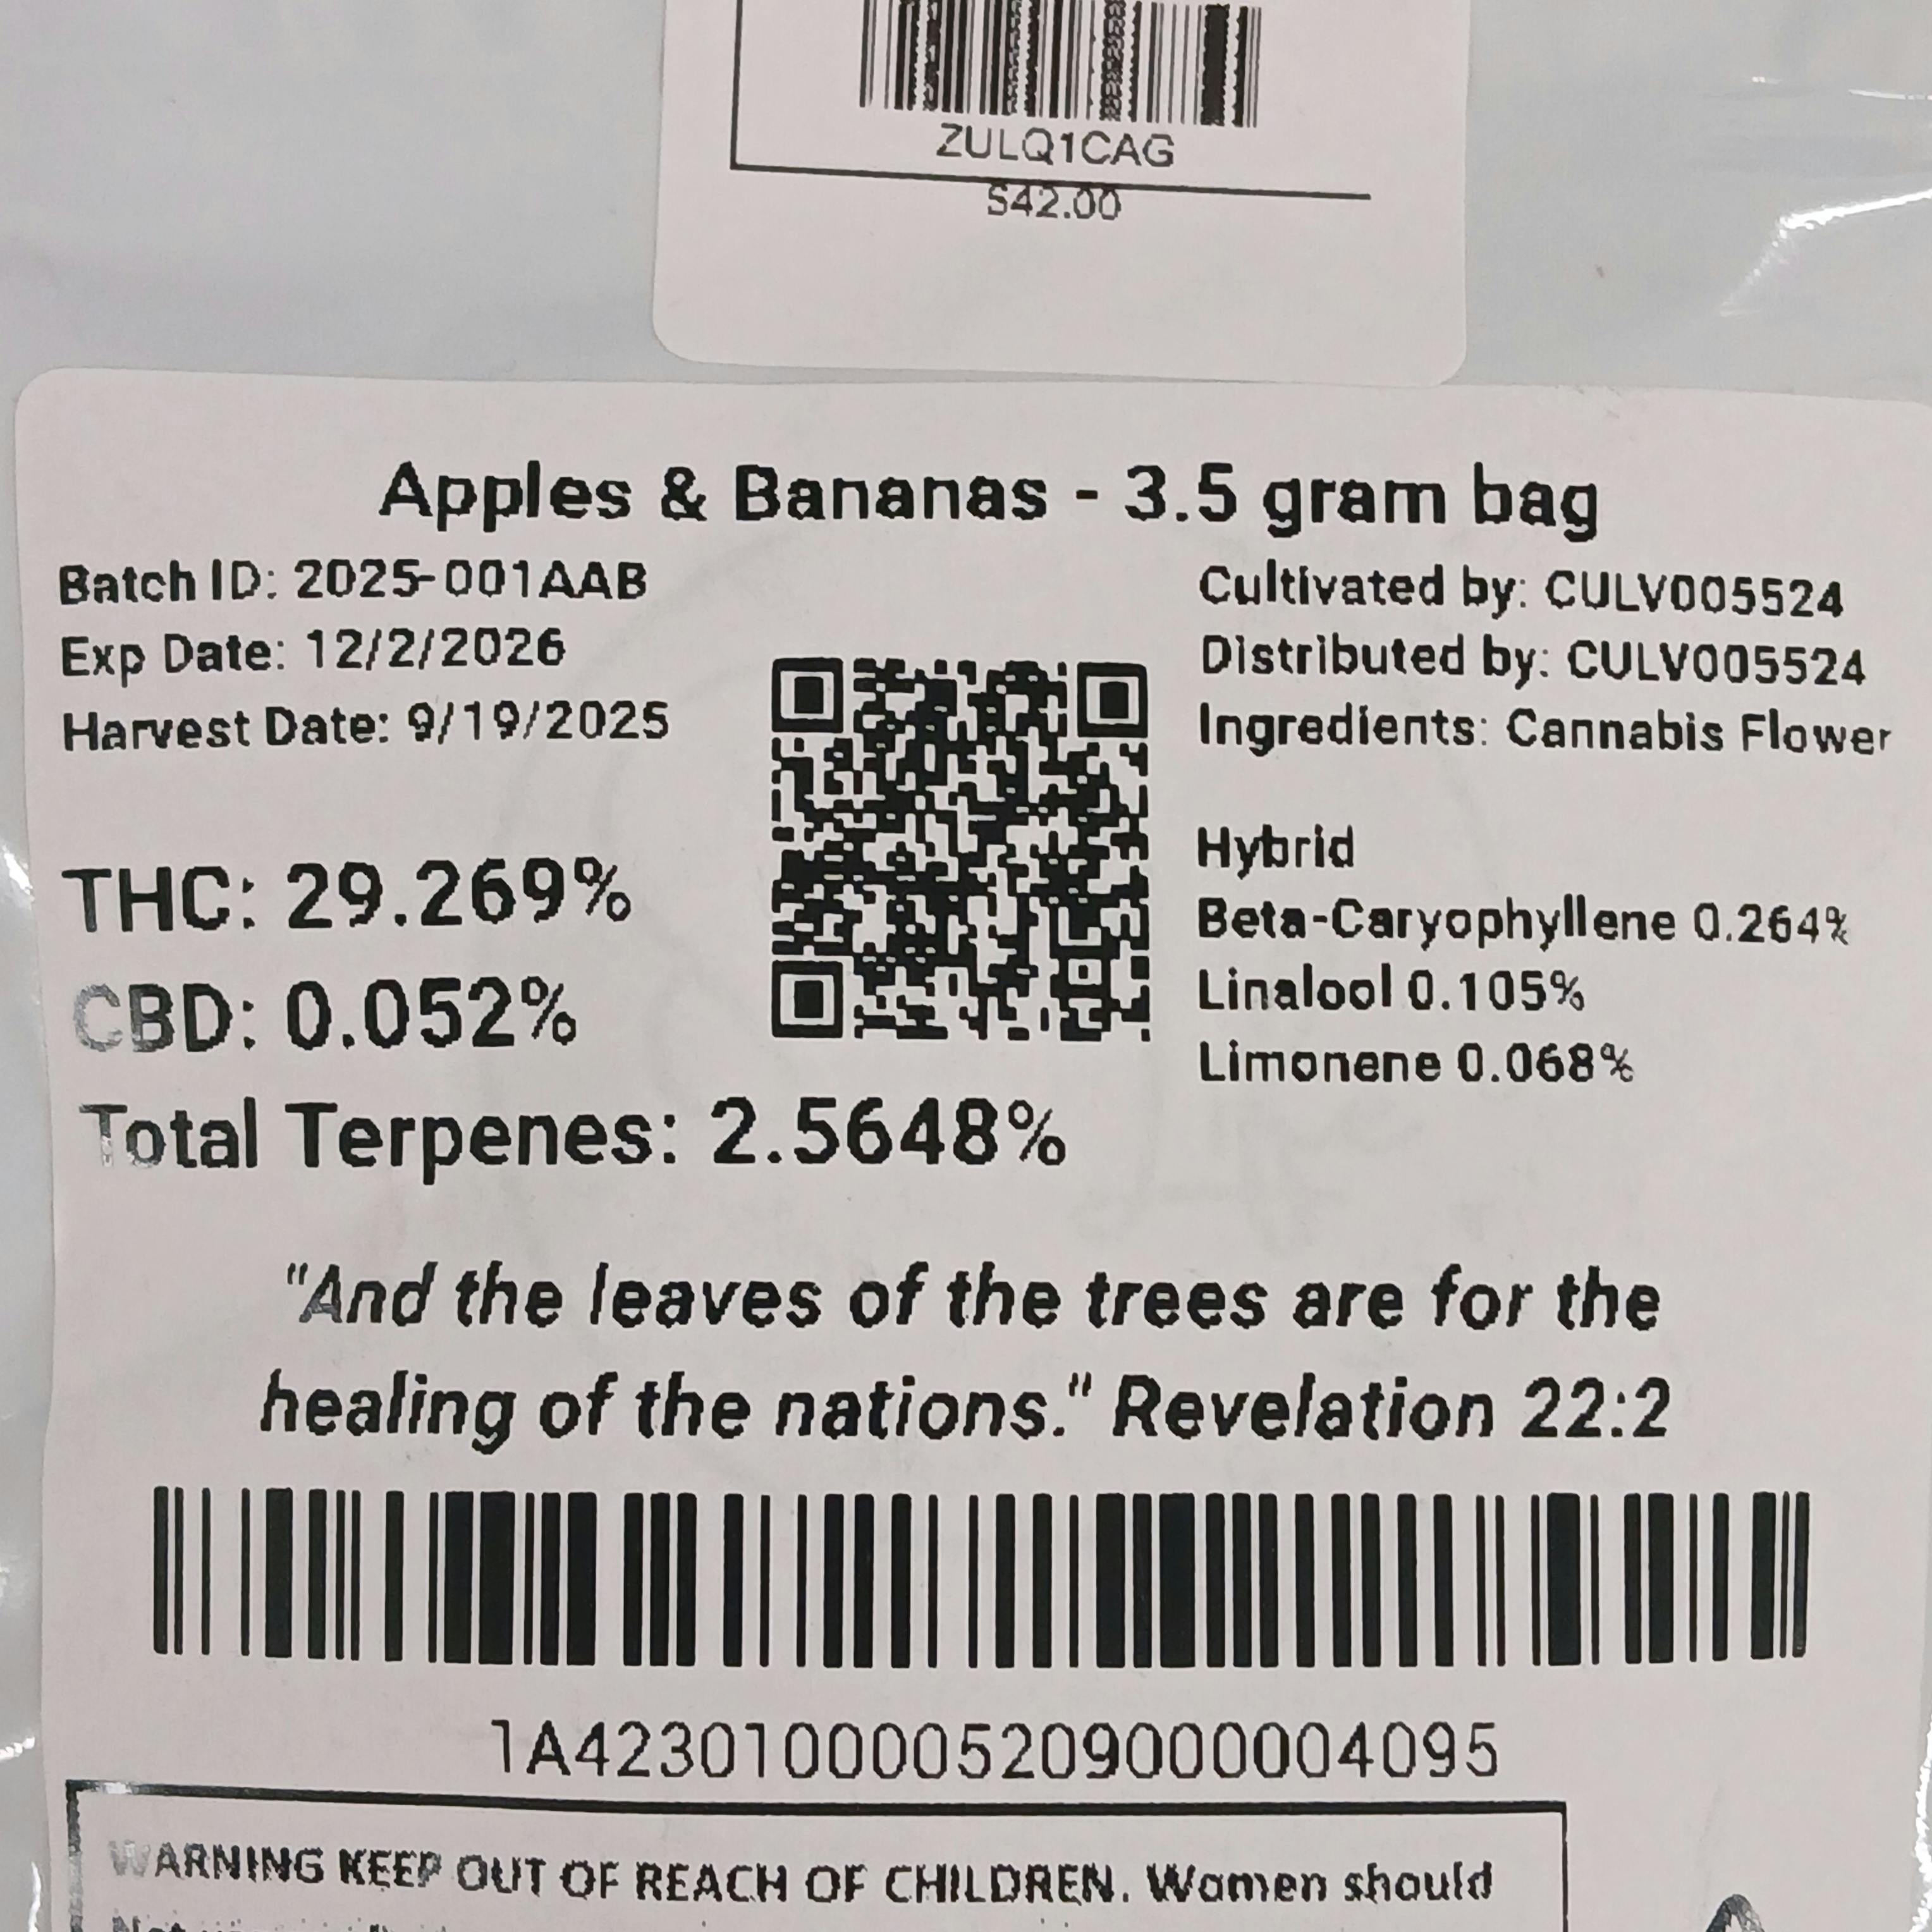 ZULQ1CAG
$42.00
Apples & Bananas - 3.5 gram bag
Batch ID: 2025-001AAB
Exp Date: 12/2/2026
Harvest Date: 9/19/2025
THC: 29.269%
CBD: 0.052%
Total Terpenes: 2.5648%
Cultivated by: CULV005524
Distributed by: CULV005524
Ingredients: Cannabis Flower
Hybrid
Beta-Caryophyllene 0.264%
Linalool 0.105%
Limonene 0.068%
"And the leaves of the trees are for the
healing of the nations." Revelation 22:2
1A4230100005209000004095
WARNING KEEP OUT OF REACH OF CHILDREN. Women should